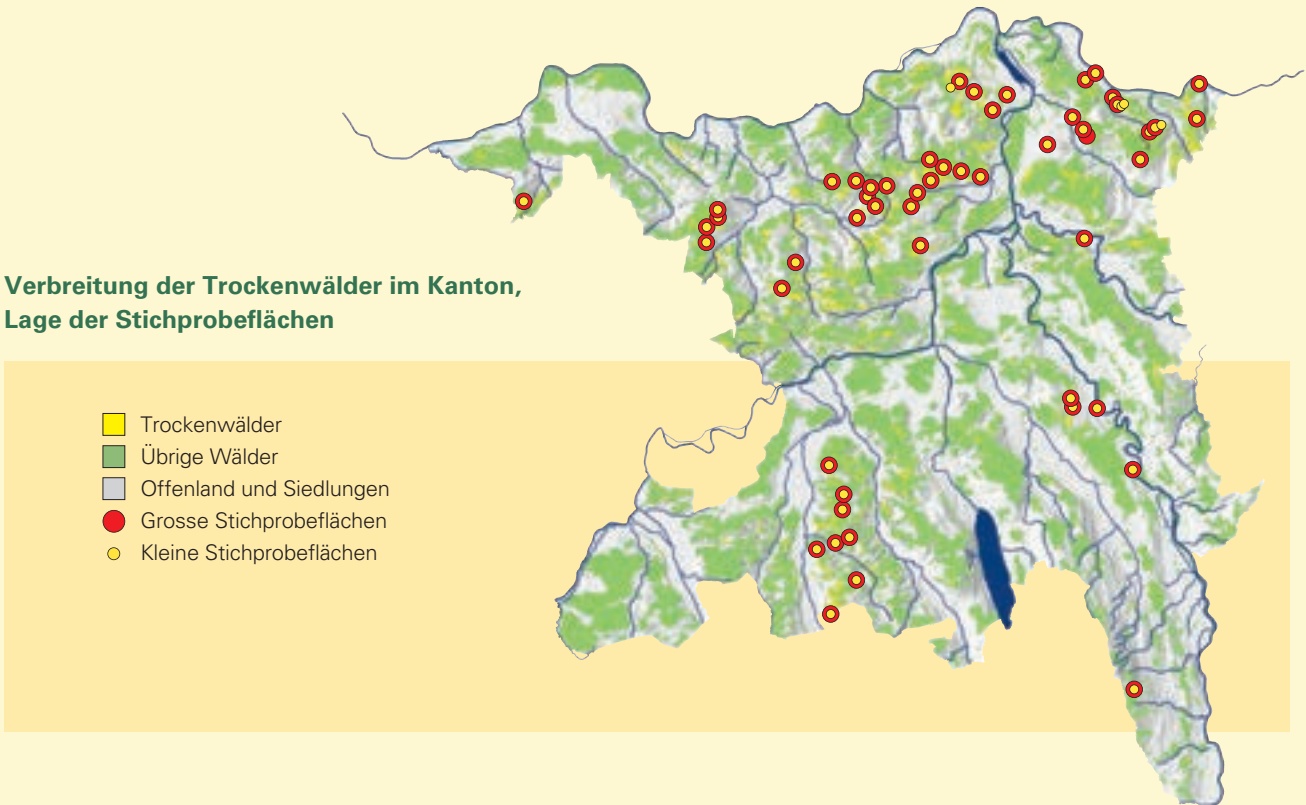 Verbreitung der Trockenwälder im Kanton,
Lage der Stichprobeflächen
Trockenwälder
Übrige Wälder
Offenland und Siedlungen
Grosse Stichprobeflächen
Kleine Stichprobeflächen